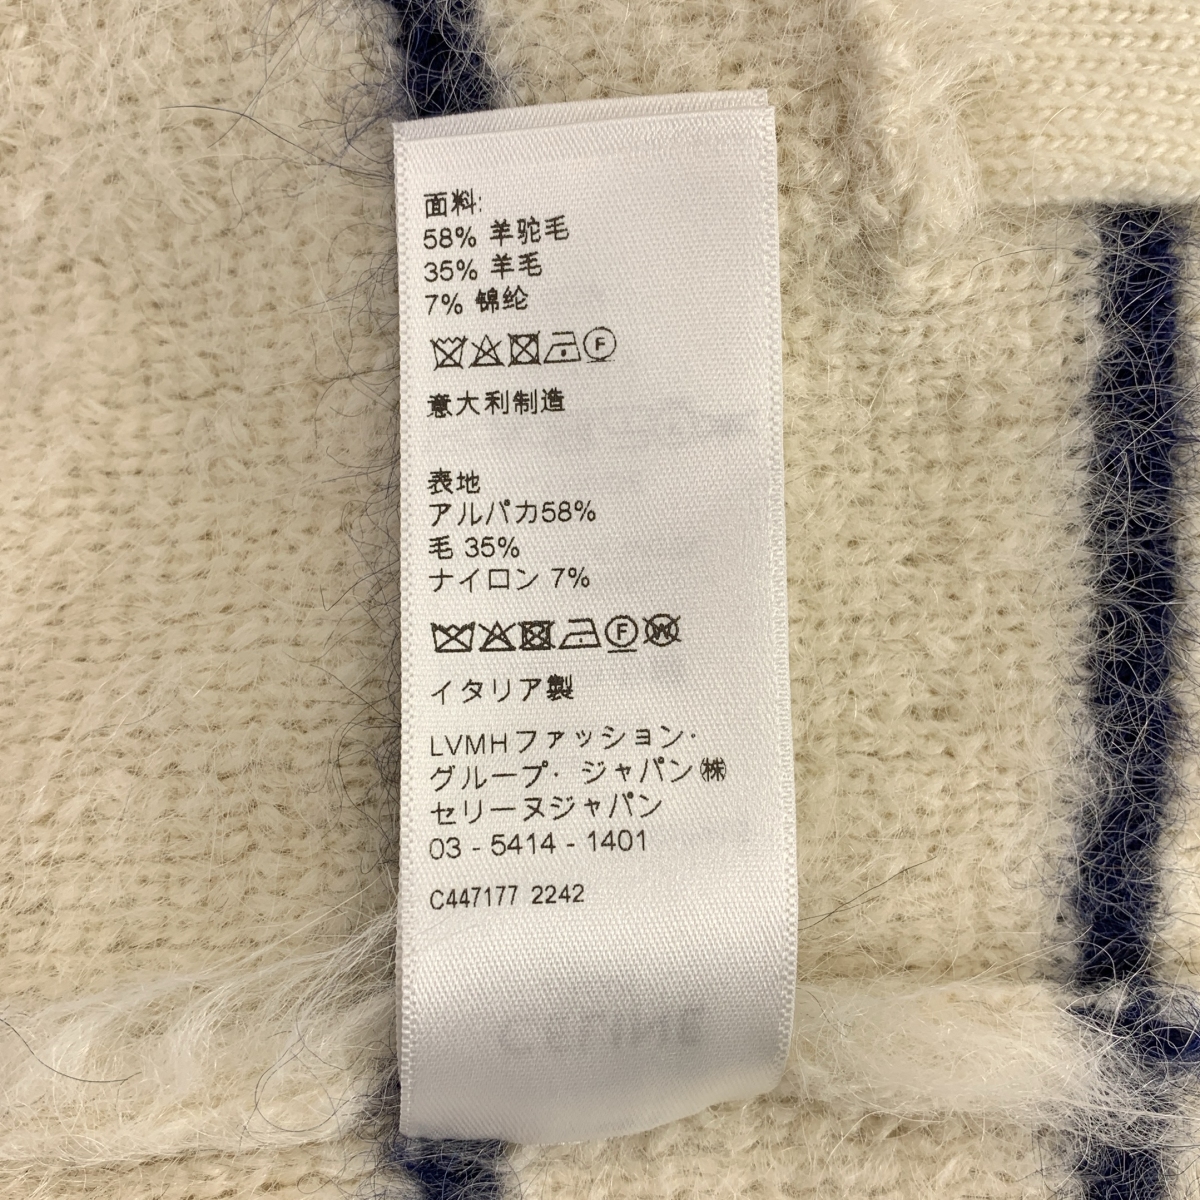 面料:
58% 羊驼毛
35% 羊毛
7% 锦纶
F
意大利制造
表地
アルパカ58%
毛 35%
ナイロン 7%
F W
イタリア製
LVMHファッション・
グループ・ジャパン㈱
セリーヌジャパン
03 - 5414 - 1401
C447177 2242